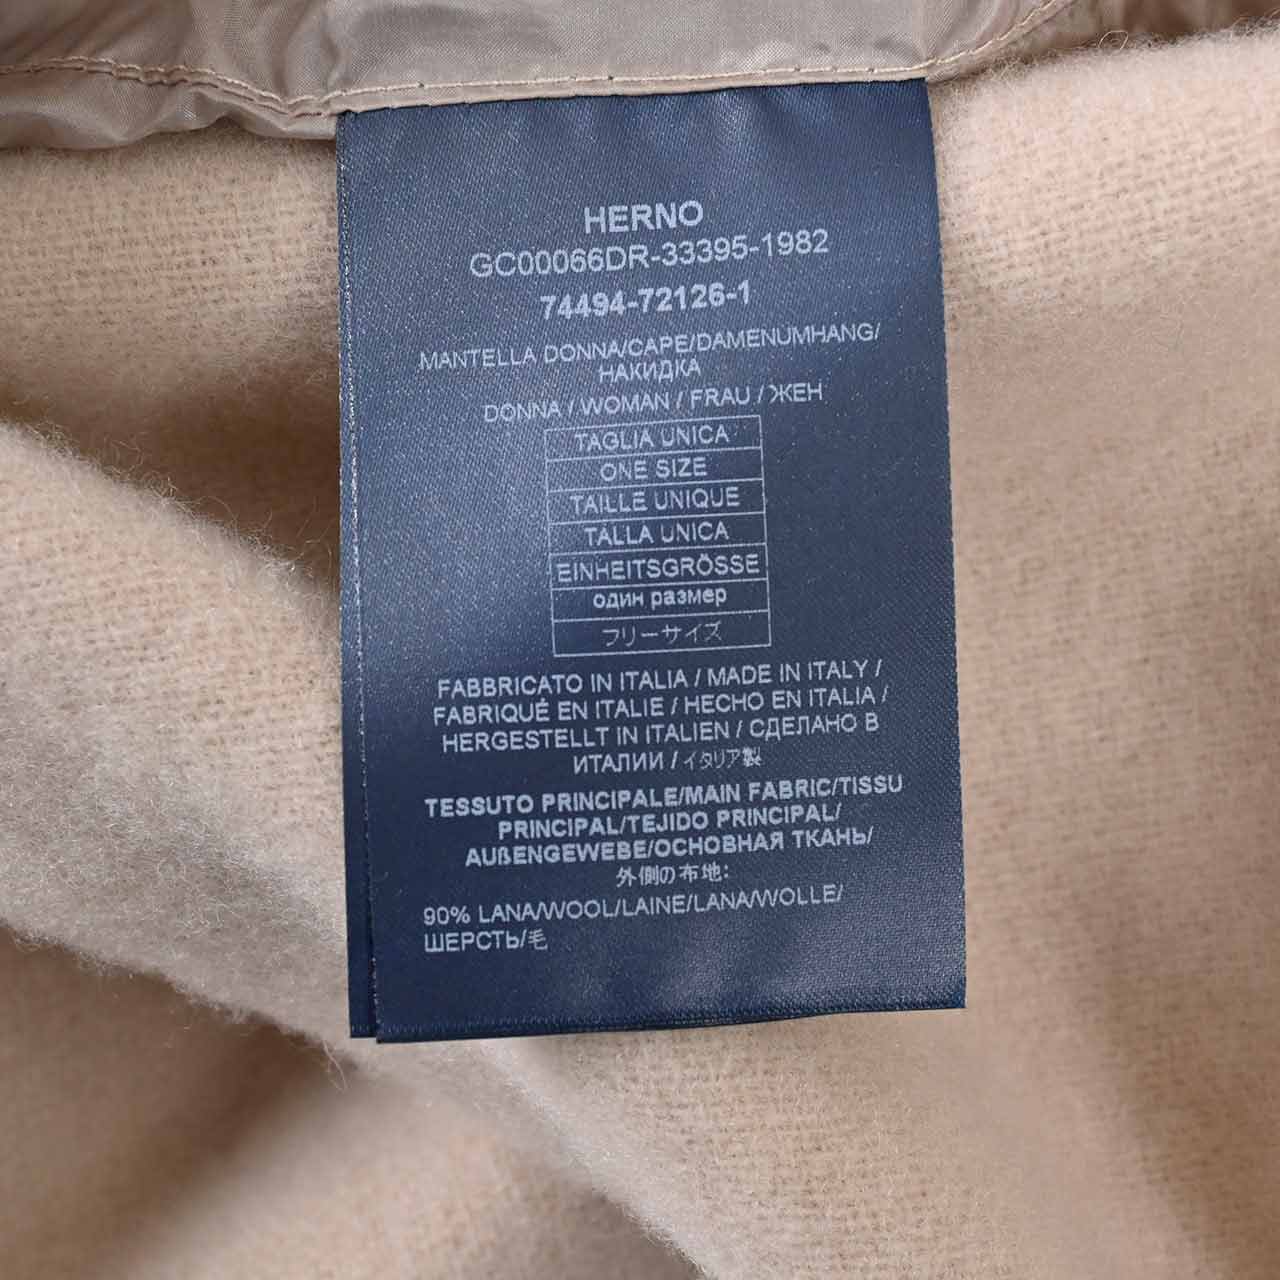 HERNO
GC00066DR-33395-1982
74494-72126-1
MANTELLA DONNA/CAPE/DAMENUMHANG/
НАКИДКА
DONNA / WOMAN / FRAU / ЖЕН
TAGLIA UNICA
ONE SIZE
TAILLE UNIQUE
TALLA UNICA
EINHEITSGRÖSSE
один размер
フリーサイズ
FABBRICATO IN ITALIA / MADE IN ITALY /
FABRIQUÉ EN ITALIE / HECHO EN ITALIA /
HERGESTELLT IN ITALIEN / СДЕЛАНО В
ИТАЛИИ / イタリア製
TESSUTO PRINCIPALE/MAIN FABRIC/TISSU
PRINCIPAL/TEJIDO PRINCIPAL/
AUßENGEWEBE/ОСНОВНАЯ ТКАНЬ/
外側の布地:
90% LANA/WOOL/LAINE/LANA/WOLLE/
ШЕРСТЬ/毛